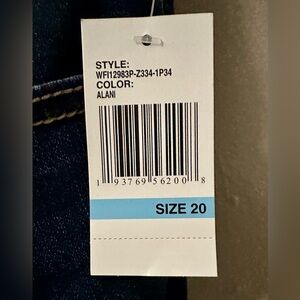 STYLE:
WFI12983P-Z334-1P34
COLOR:
ALANI
1 93769 56200 8
SIZE 20